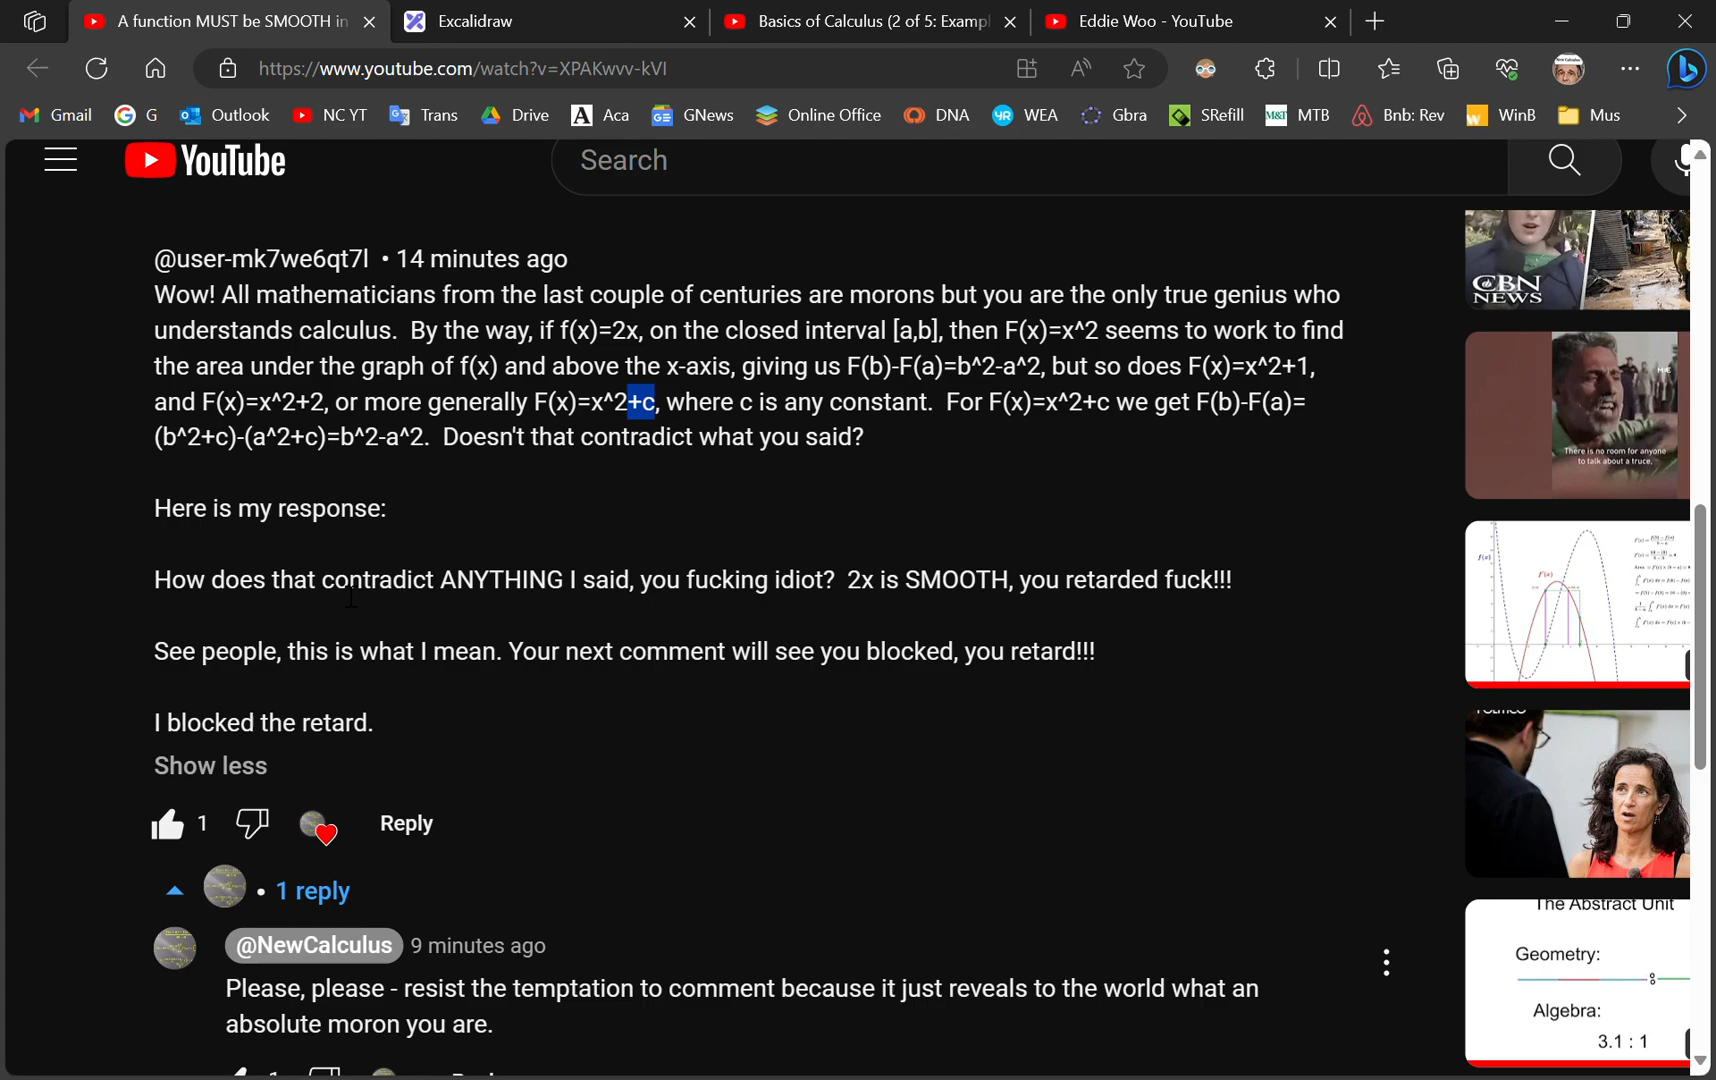 A function MUST be SMOOTH in
Excalidraw
Basics of Calculus (2 of 5: Exampl
Eddie Woo - YouTube
https://www.youtube.com/watch?v=XPAKwvv-kVI
Gmail
G
Outlook
NC YT
Trans
Drive
A Aca
GNews
Online Office
DNA
YR WEA
Gbra
SRefill
M&T MTB
Bnb: Rev
WinB
Mus
YouTube
Search
@user-mk7we6qt7l • 14 minutes ago
Wow! All mathematicians from the last couple of centuries are morons but you are the only true genius who
understands calculus.  By the way, if f(x)=2x, on the closed interval [a,b], then F(x)=x^2 seems to work to find
the area under the graph of f(x) and above the x-axis, giving us F(b)-F(a)=b^2-a^2, but so does F(x)=x^2+1,
and F(x)=x^2+2, or more generally F(x)=x^2+c, where c is any constant.  For F(x)=x^2+c we get F(b)-F(a)=
(b^2+c)-(a^2+c)=b^2-a^2.  Doesn't that contradict what you said?
Here is my response:
How does that contradict ANYTHING I said, you fucking idiot?  2x is SMOOTH, you retarded fuck!!!
See people, this is what I mean. Your next comment will see you blocked, you retard!!!
I blocked the retard.
Show less
1
Reply
• 1 reply
@NewCalculus 9 minutes ago
Please, please - resist the temptation to comment because it just reveals to the world what an
absolute moron you are.
CBN
NEWS
There is no room for anyone
to talk about a truce,
f(x)
The Abstract Unit
Geometry:
Algebra:
3.1 : 1